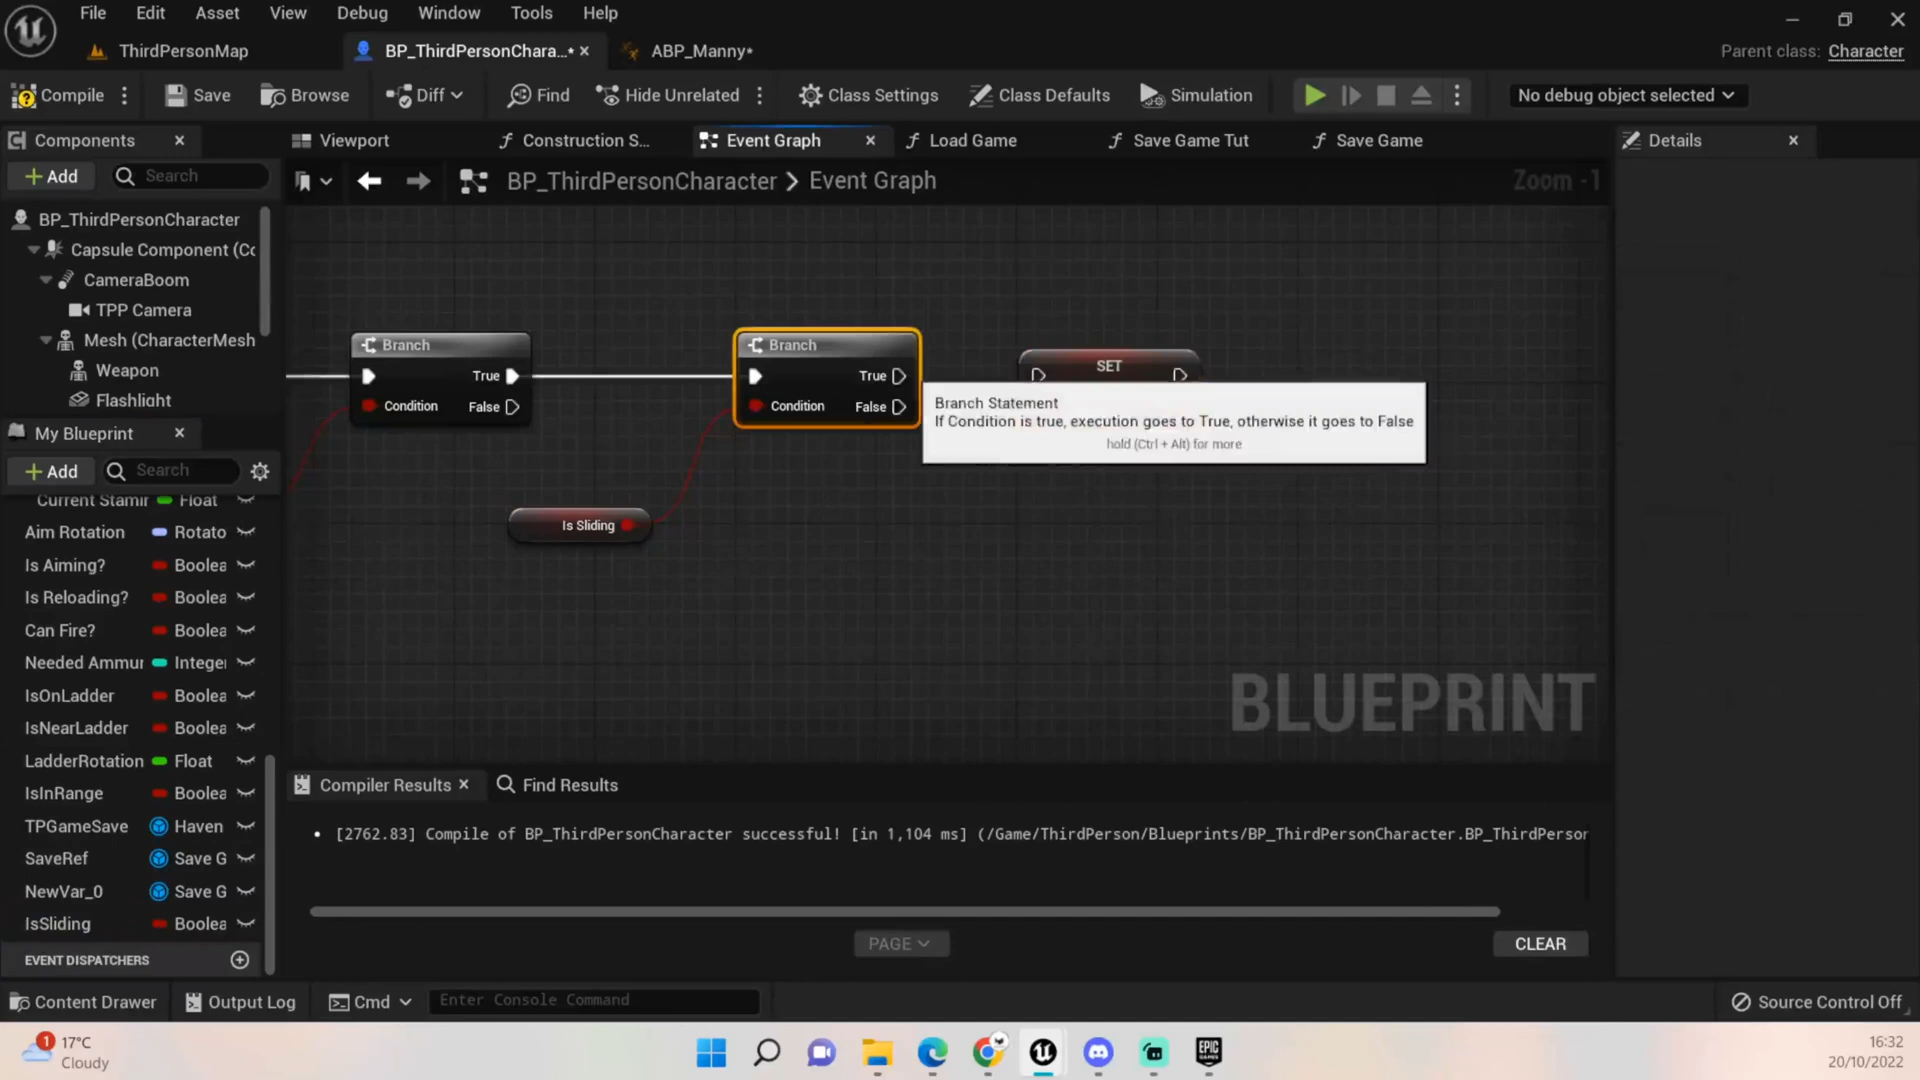 File Edit Asset View Debug Window Tools Help
ThirdPersonMap BP_ThirdPersonChara...* ABP_Manny* Parent class: Character
Compile Save Browse Diff Find Hide Unrelated Class Settings Class Defaults Simulation No debug object selected
Components Viewport Construction S... Event Graph Load Game Save Game Tut Save Game Details
Add Search BP_ThirdPersonCharacter > Event Graph Zoom -1
BP_ThirdPersonCharacter
Capsule Component (Cc
CameraBoom
TPP Camera
Mesh (CharacterMesh
Weapon
Flashlight
Branch
True
Condition False
Branch
True
Condition False
SET
Branch Statement
If Condition is true, execution goes to True, otherwise it goes to False
hold (Ctrl + Alt) for more
Is Sliding
BLUEPRINT
My Blueprint
Add Search
Current Stamir Float
Aim Rotation Rotato
Is Aiming? Boolea
Is Reloading? Boolea
Can Fire? Boolea
Needed Ammur Integer
IsOnLadder Boolea
IsNearLadder Boolea
LadderRotation Float
IsInRange Boolea
TPGameSave Haven
SaveRef Save G
NewVar_0 Save G
IsSliding Boolea
EVENT DISPATCHERS
Compiler Results Find Results
[2762.83] Compile of BP_ThirdPersonCharacter successful! [in 1,104 ms] (/Game/ThirdPerson/Blueprints/BP_ThirdPersonCharacter.BP_ThirdPerson
PAGE CLEAR
Content Drawer Output Log Cmd Enter Console Command Source Control Off
1 17°C
Cloudy
EPIC
GAMES
16:32
20/10/2022